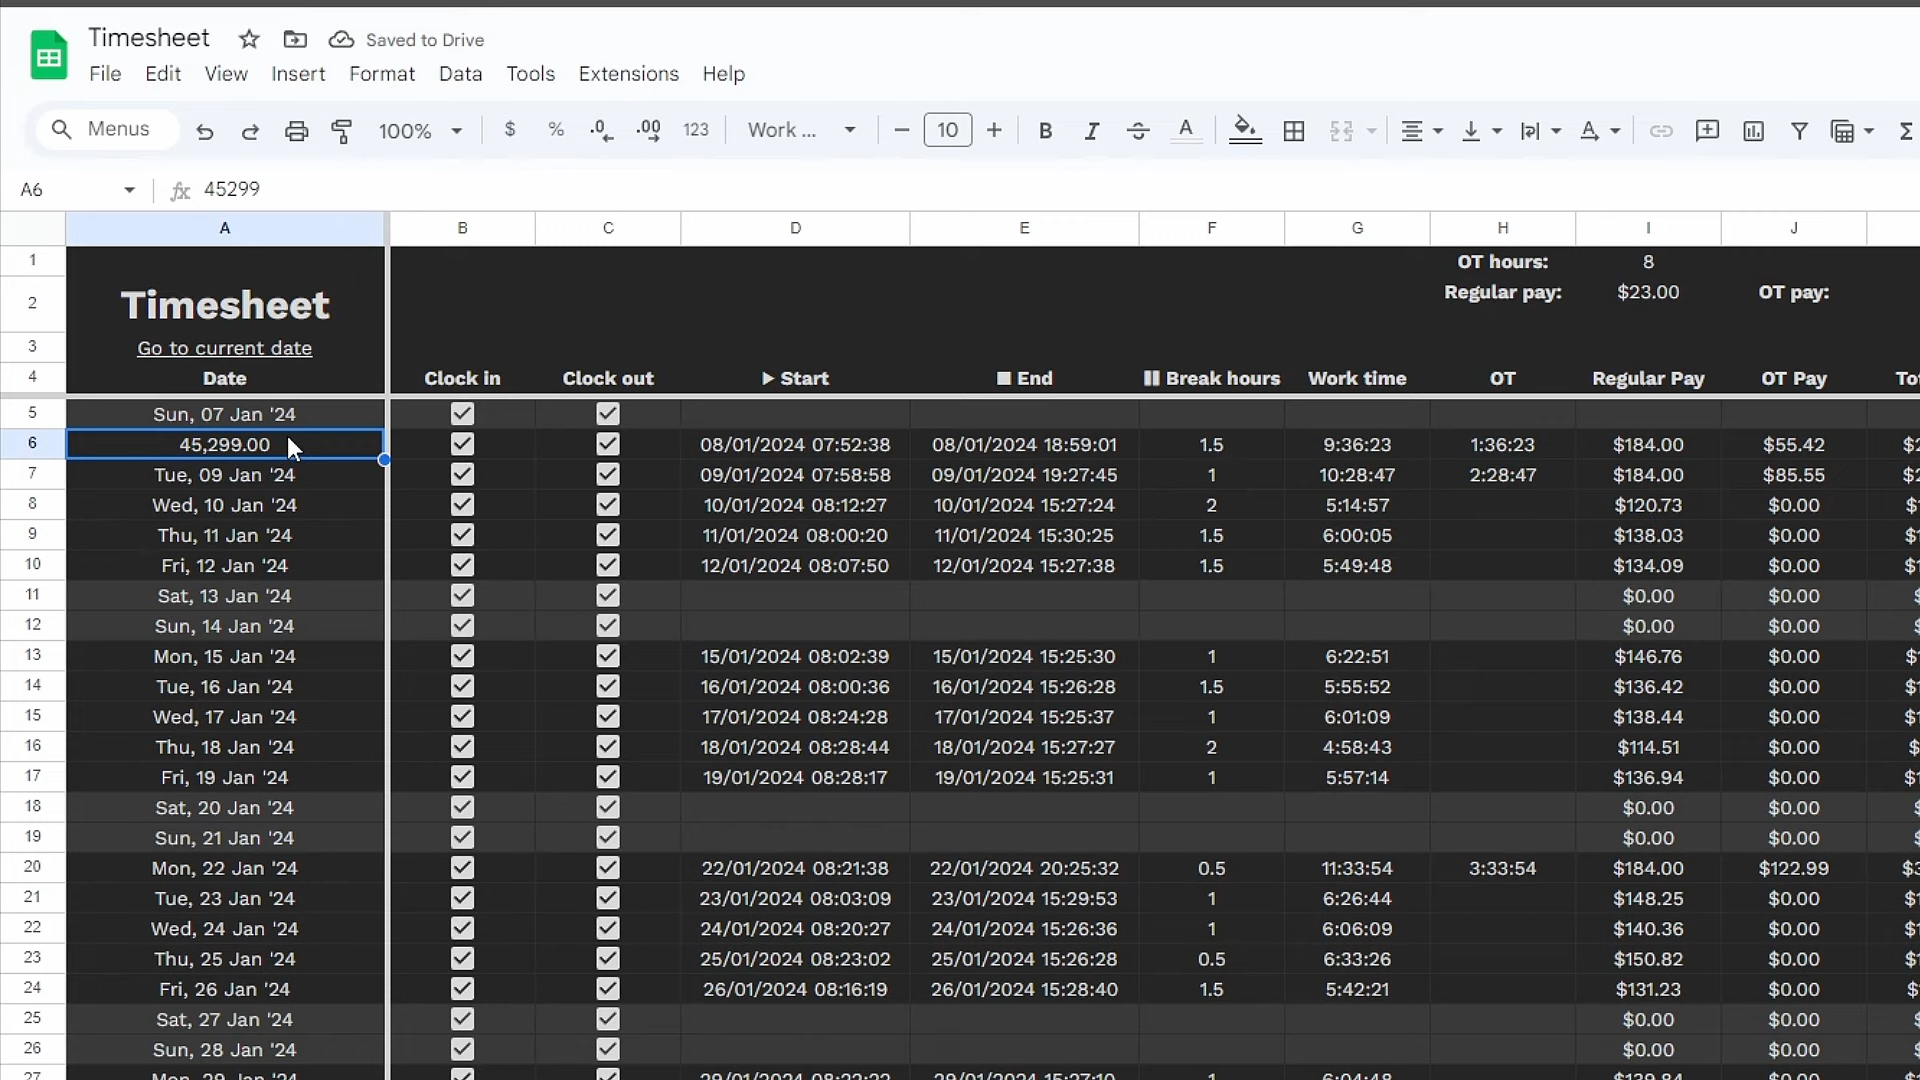 Timesheet Saved to Drive
File Edit View Insert Format Data Tools Extensions Help
Menus 100% $ % .0 .00 123 Work ... 10 B I A Σ
A6 fx 45299
A B C D E F G H I J
1 OT hours: 8
2 Timesheet Regular pay: $23.00 OT pay:
3 Go to current date
4 Date Clock in Clock out ▶ Start ■ End Break hours Work time OT Regular Pay OT Pay
5 Sun, 07 Jan '24
6 45,299.00 08/01/2024 07:52:38 08/01/2024 18:59:01 1.5 9:36:23 1:36:23 $184.00 $55.42
7 Tue, 09 Jan '24 09/01/2024 07:58:58 09/01/2024 19:27:45 1 10:28:47 2:28:47 $184.00 $85.55
8 Wed, 10 Jan '24 10/01/2024 08:12:27 10/01/2024 15:27:24 2 5:14:57 $120.73 $0.00
9 Thu, 11 Jan '24 11/01/2024 08:00:20 11/01/2024 15:30:25 1.5 6:00:05 $138.03 $0.00
10 Fri, 12 Jan '24 12/01/2024 08:07:50 12/01/2024 15:27:38 1.5 5:49:48 $134.09 $0.00
11 Sat, 13 Jan '24 $0.00 $0.00
12 Sun, 14 Jan '24 $0.00 $0.00
13 Mon, 15 Jan '24 15/01/2024 08:02:39 15/01/2024 15:25:30 1 6:22:51 $146.76 $0.00
14 Tue, 16 Jan '24 16/01/2024 08:00:36 16/01/2024 15:26:28 1.5 5:55:52 $136.42 $0.00
15 Wed, 17 Jan '24 17/01/2024 08:24:28 17/01/2024 15:25:37 1 6:01:09 $138.44 $0.00
16 Thu, 18 Jan '24 18/01/2024 08:28:44 18/01/2024 15:27:27 2 4:58:43 $114.51 $0.00
17 Fri, 19 Jan '24 19/01/2024 08:28:17 19/01/2024 15:25:31 1 5:57:14 $136.94 $0.00
18 Sat, 20 Jan '24 $0.00 $0.00
19 Sun, 21 Jan '24 $0.00 $0.00
20 Mon, 22 Jan '24 22/01/2024 08:21:38 22/01/2024 20:25:32 0.5 11:33:54 3:33:54 $184.00 $122.99
21 Tue, 23 Jan '24 23/01/2024 08:03:09 23/01/2024 15:29:53 1 6:26:44 $148.25 $0.00
22 Wed, 24 Jan '24 24/01/2024 08:20:27 24/01/2024 15:26:36 1 6:06:09 $140.36 $0.00
23 Thu, 25 Jan '24 25/01/2024 08:23:02 25/01/2024 15:26:28 0.5 6:33:26 $150.82 $0.00
24 Fri, 26 Jan '24 26/01/2024 08:16:19 26/01/2024 15:28:40 1.5 5:42:21 $131.23 $0.00
25 Sat, 27 Jan '24 $0.00 $0.00
26 Sun, 28 Jan '24 $0.00 $0.00